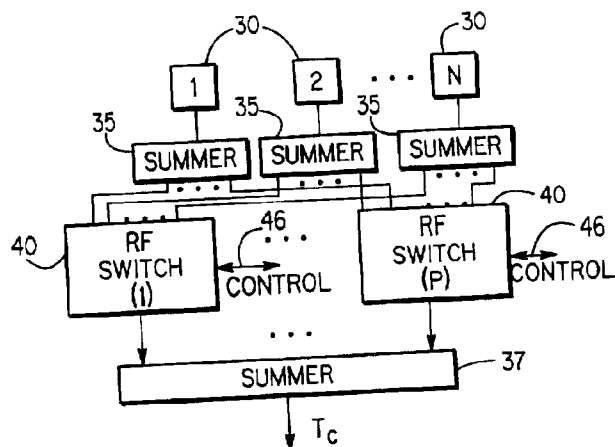 30 30 30
1 2 ... N
35 35 35
SUMMER SUMMER SUMMER
... ... ...
... ...
40 RF SWITCH (1) 46 CONTROL
...
40 RF SWITCH (P) 46 CONTROL
...
SUMMER 37
Tc